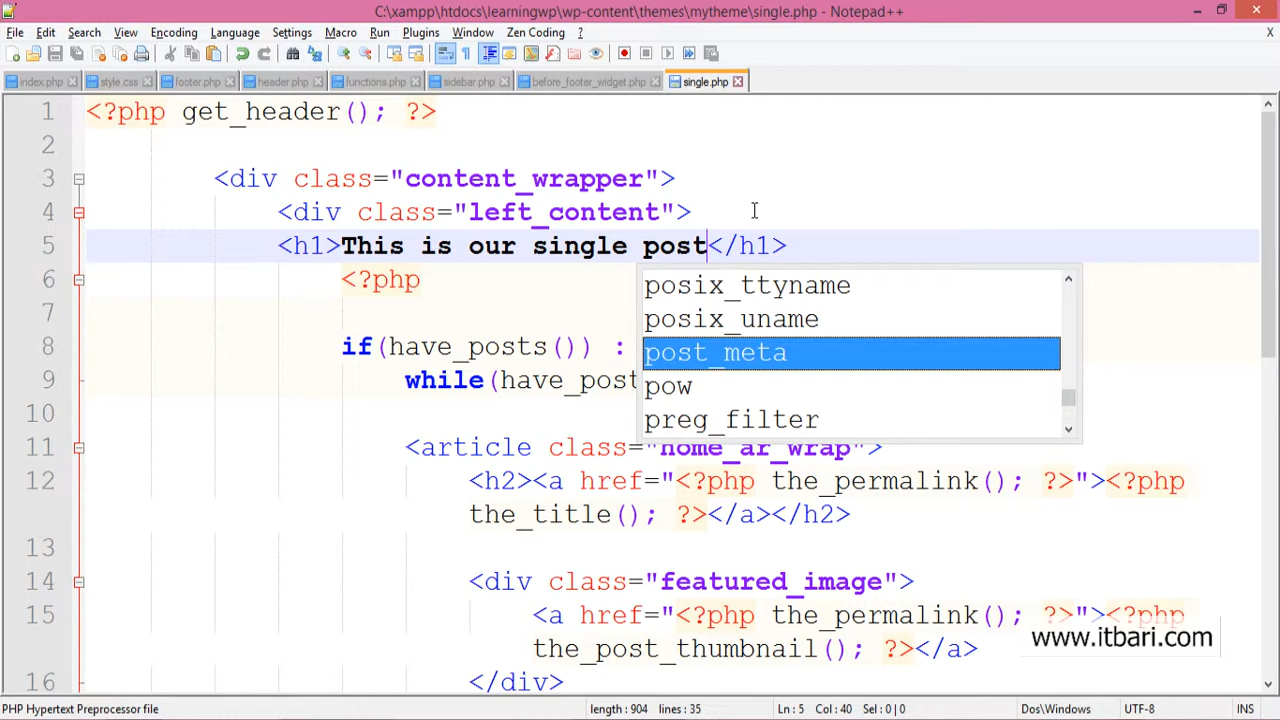 C:\xampp\htdocs\learningwp\wp-content\themes\mytheme\single.php - Notepad++
File Edit Search View Encoding Language Settings Macro Run Plugins Window Zen Coding ? X
index.php style.css footer.php header.php functions.php sidebar.php before_footer_widget.php single.php
1 <?php get_header(); ?>
2
3 <div class="content_wrapper">
4 <div class="left_content">
5 <h1>This is our single post</h1>
6 <?php
posix_ttyname
7
posix_uname
8 if(have_posts()) :
post_meta
9 while(have_post
pow
10
preg_filter
11 <article class="home_ar_wrap">
12 <h2><a href="<?php the_permalink(); ?>"><?php
the_title(); ?></a></h2>
13
14 <div class="featured_image">
15 <a href="<?php the_permalink(); ?>"><?php
www.itbari.com
the_post_thumbnail(); ?></a>
16 </div>
PHP Hypertext Preprocessor file length : 904 lines : 35 Ln : 5 Col : 40 Sel : 0 | 0 Dos\Windows UTF-8 INS